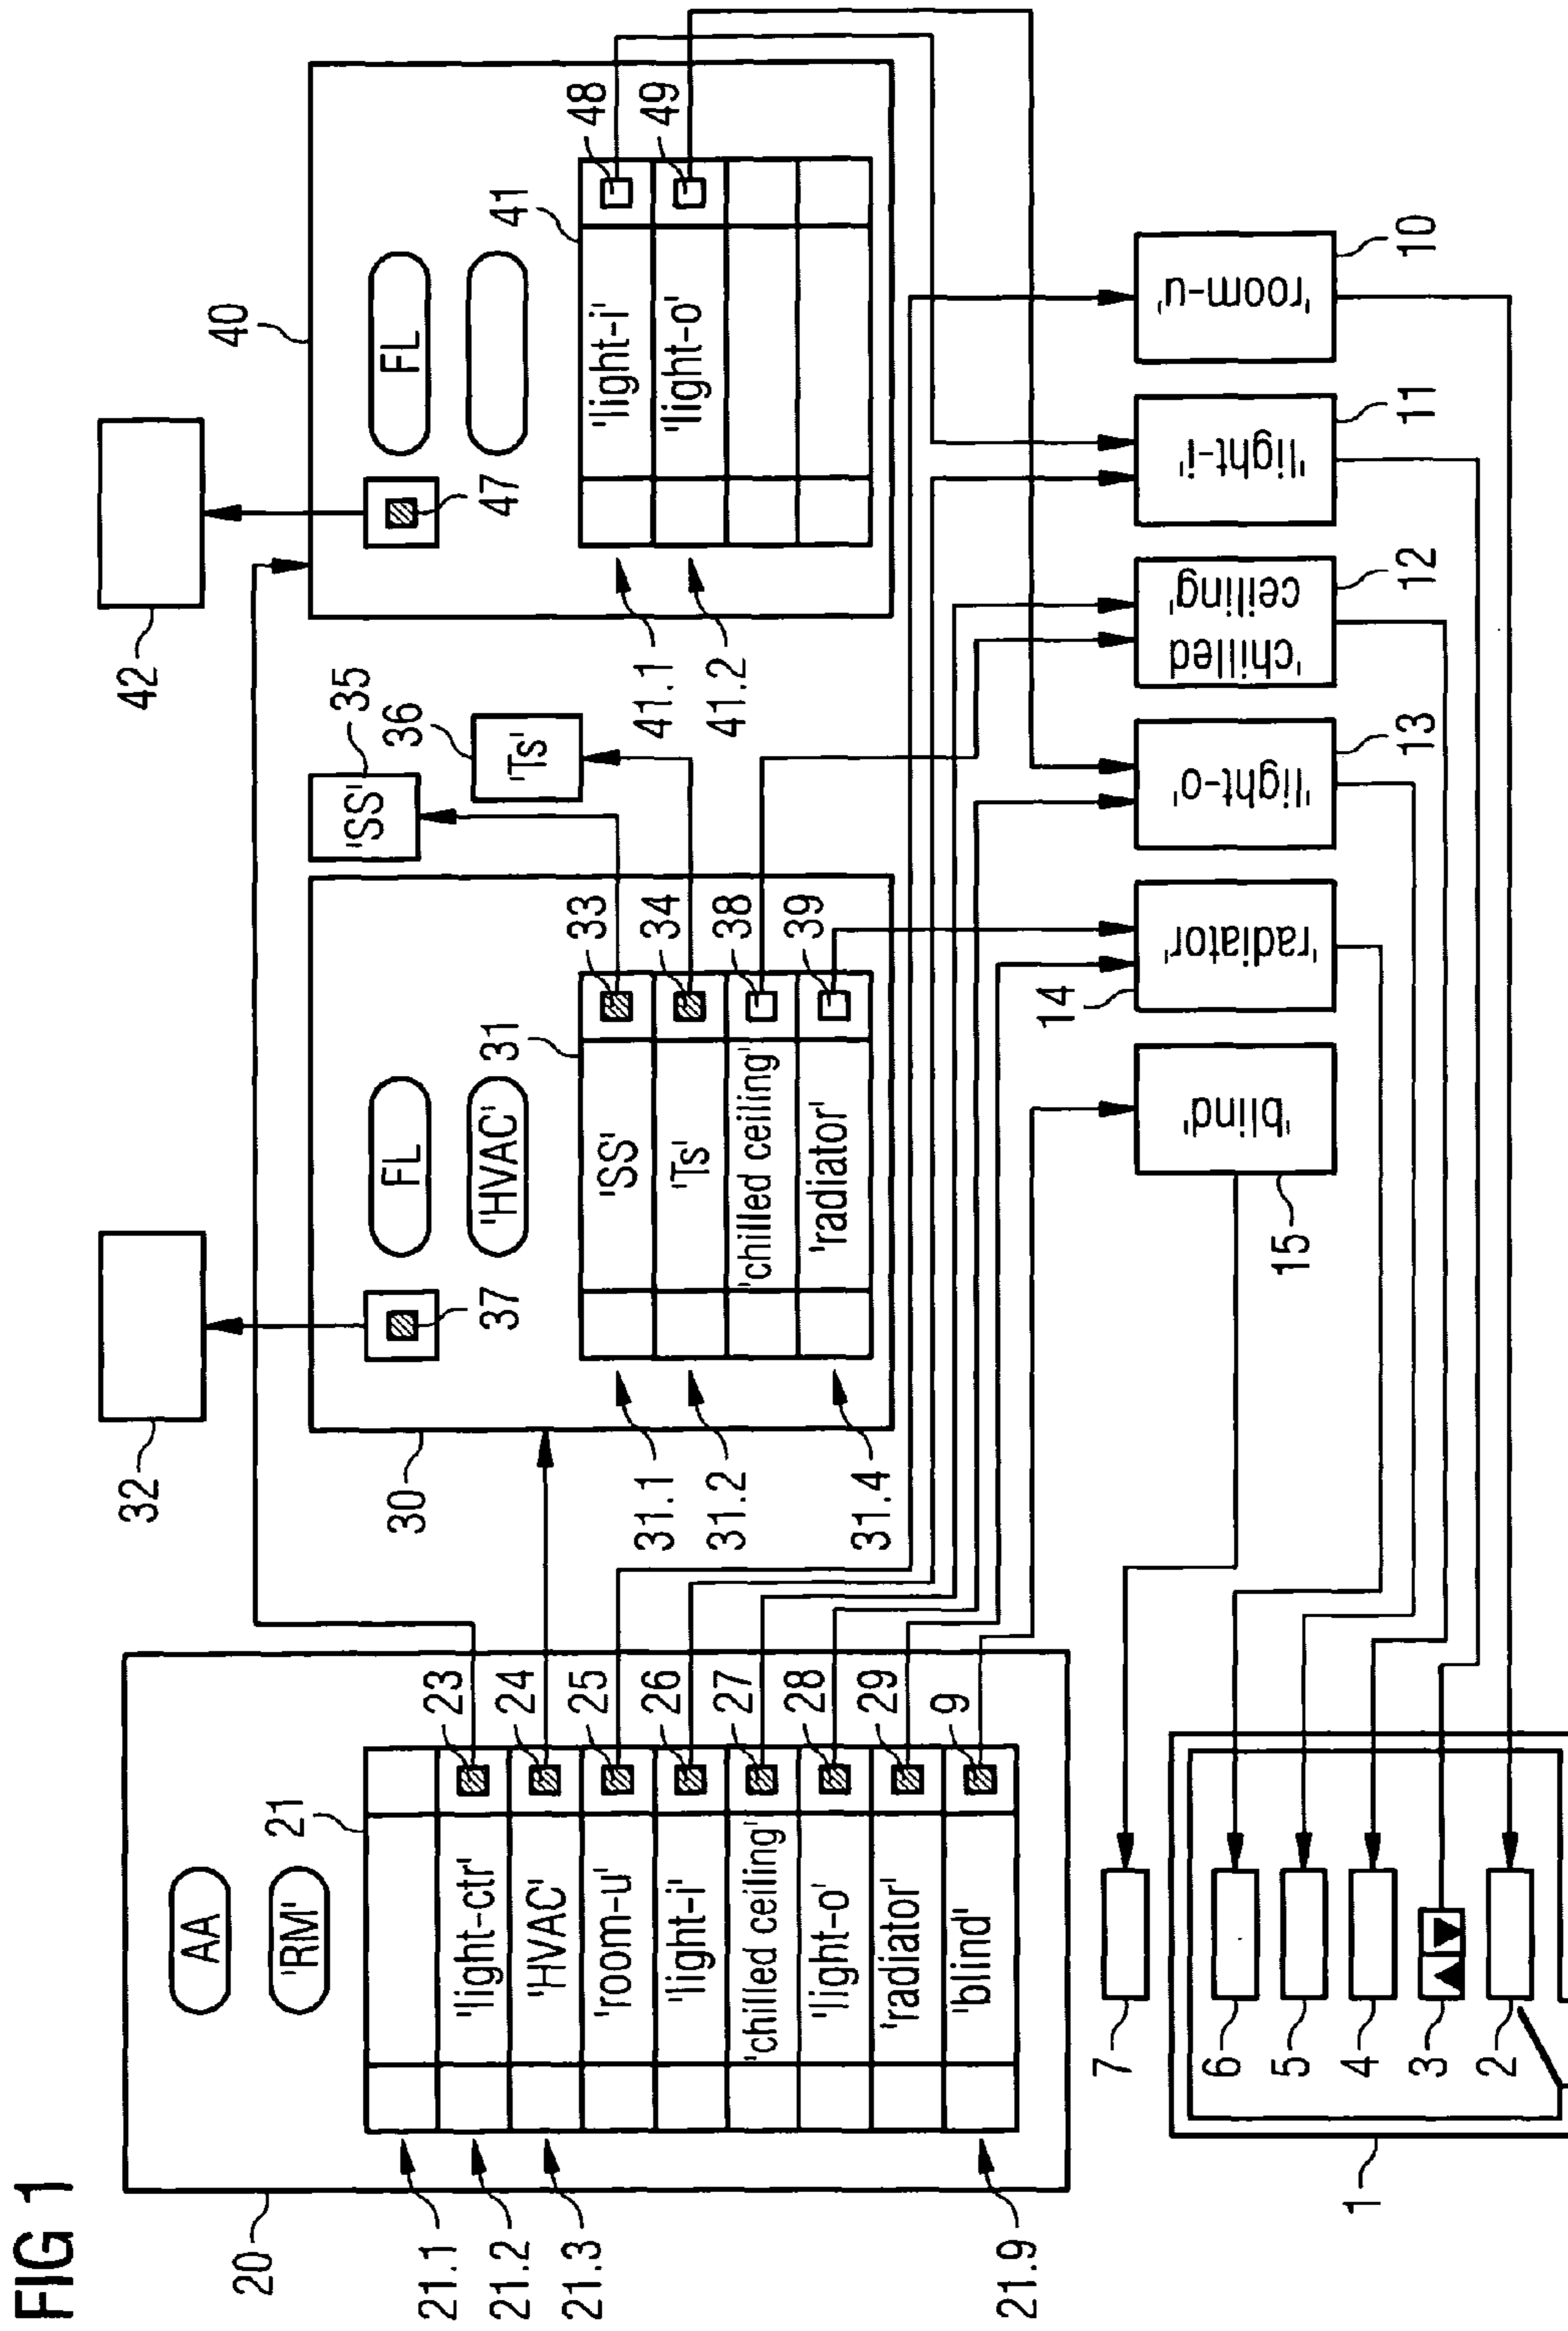 FIG 1
20
AA
'RM'
21
21.1
21.2
21.3
21.9
'light-ctr'
23
'HVAC'
24
'room-u'
25
'light-i'
26
'chilled ceiling'
27
'light-o'
28
'radiator'
29
'blind'
9
32
30
37
FL
'HVAC'
31
31.1
31.2
31.4
'SS'
33
'Ts'
34
'chilled ceiling'
38
'radiator'
39
'SS'
35
'Ts'
36
42
40
47
FL
41
41.1
41.2
'light-i'
48
'light-o'
49
'blind'
15
'radiator'
14
'light-o'
13
'chilled
ceiling'
12
'light-i'
11
'room-u'
10
7
6
5
4
3
2
1